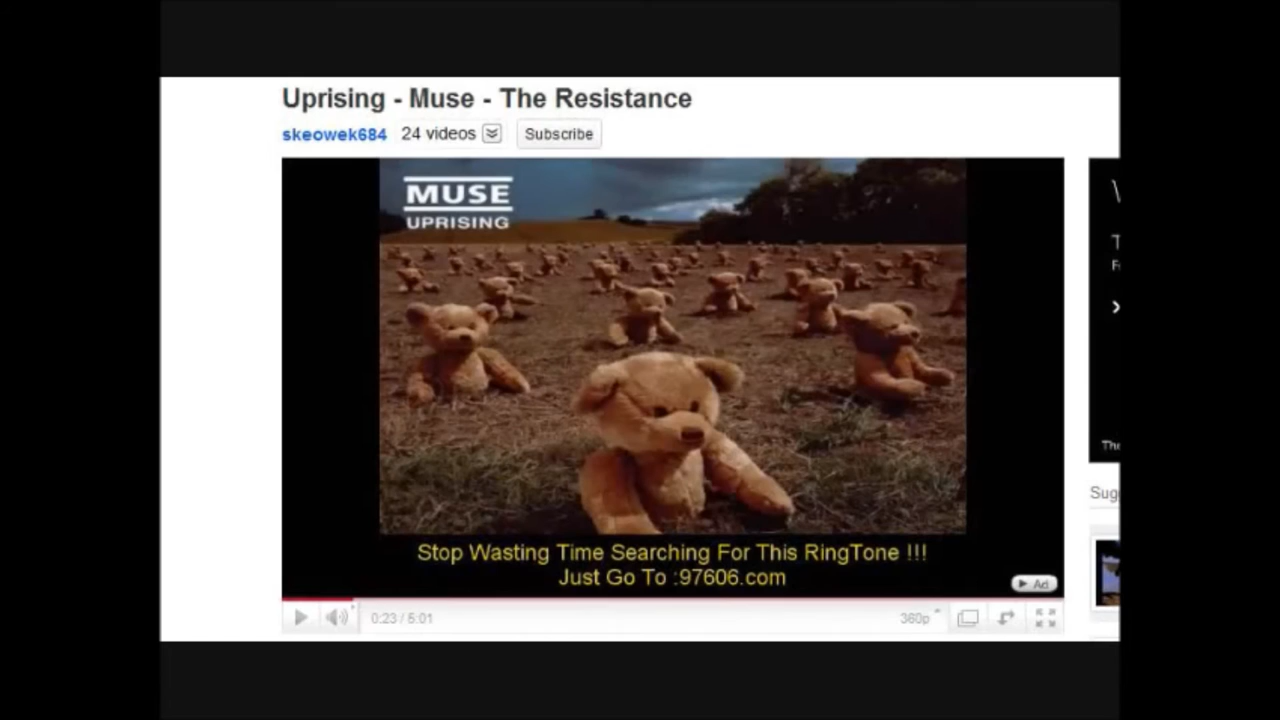 Uprising - Muse - The Resistance
skeowek684 24 videos Subscribe
MUSE
UPRISING
Stop Wasting Time Searching For This RingTone !!!
Just Go To :97606.com
Ad
0:23 / 5:01 360p
The
Sug